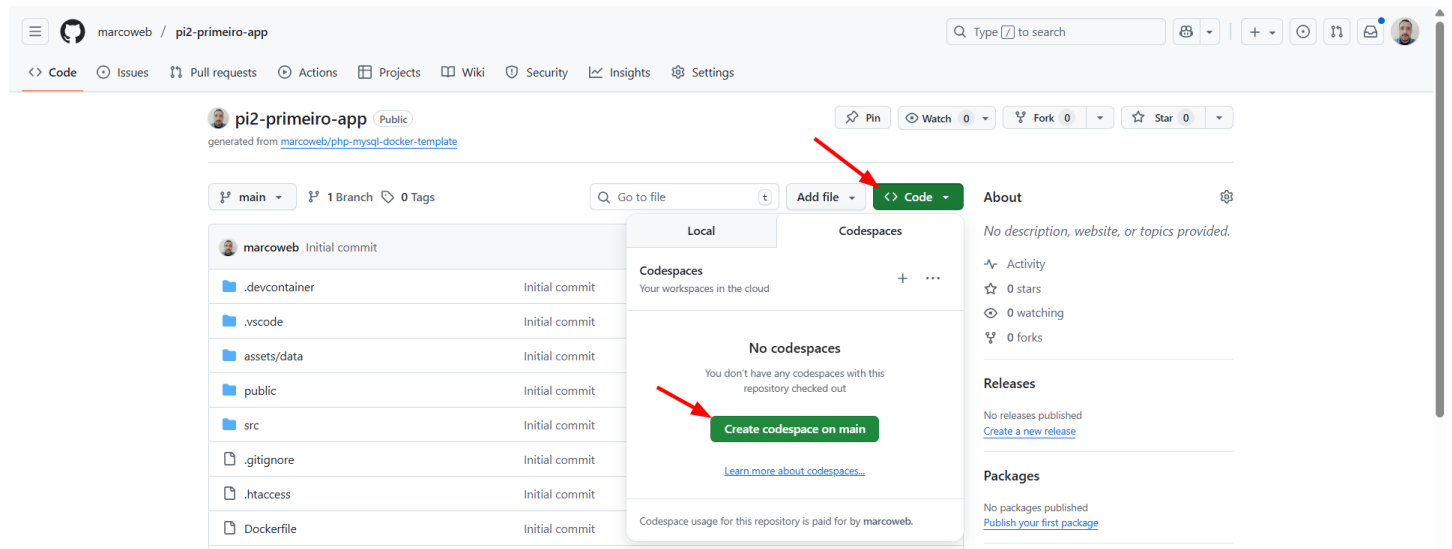 marcoweb / pi2-primeiro-app
Type / to search
Code Issues Pull requests Actions Projects Wiki Security Insights Settings
pi2-primeiro-app Public
Pin Watch 0 Fork 0 Star 0
generated from marcoweb/php-mysql-docker-template
main 1 Branch 0 Tags
Go to file t
Add file
Code
marcoweb Initial commit
.devcontainer Initial commit
.vscode Initial commit
assets/data Initial commit
public Initial commit
src Initial commit
.gitignore Initial commit
.htaccess Initial commit
Dockerfile Initial commit
Local Codespaces
Codespaces
Your workspaces in the cloud
No codespaces
You don't have any codespaces with this
repository checked out
Create codespace on main
Learn more about codespaces...
Codespace usage for this repository is paid for by marcoweb.
About
No description, website, or topics provided.
Activity
0 stars
0 watching
0 forks
Releases
No releases published
Create a new release
Packages
No packages published
Publish your first package